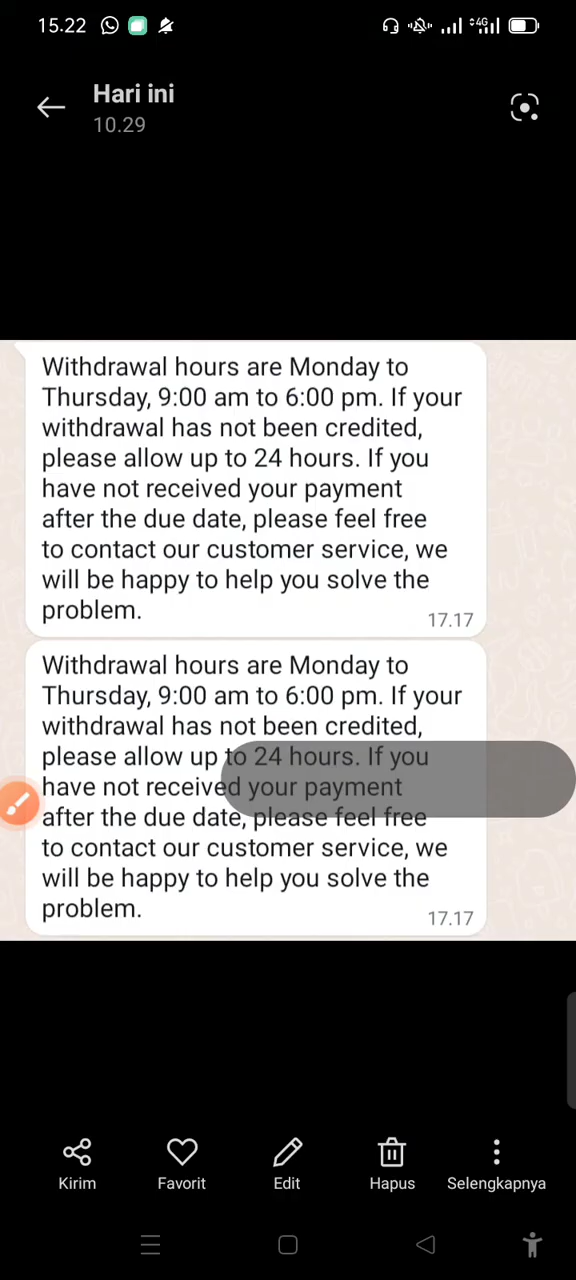 15.22
4G
Hari ini
10.29
Withdrawal hours are Monday to
Thursday, 9:00 am to 6:00 pm. If your
withdrawal has not been credited,
please allow up to 24 hours. If you
have not received your payment
after the due date, please feel free
to contact our customer service, we
will be happy to help you solve the
problem.
17.17
Withdrawal hours are Monday to
Thursday, 9:00 am to 6:00 pm. If your
withdrawal has not been credited,
please allow up to 24 hours. If you
have not received your payment
after the due date, please feel free
to contact our customer service, we
will be happy to help you solve the
problem.
17.17
Kirim
Favorit
Edit
Hapus
Selengkapnya